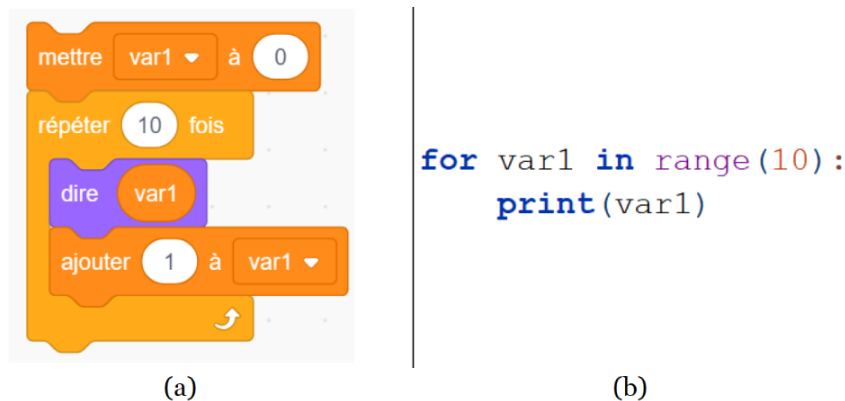 mettre var1 à 0
répéter 10 fois
dire var1
ajouter 1 à var1
(a)
for var1 in range(10):
    print(var1)
(b)